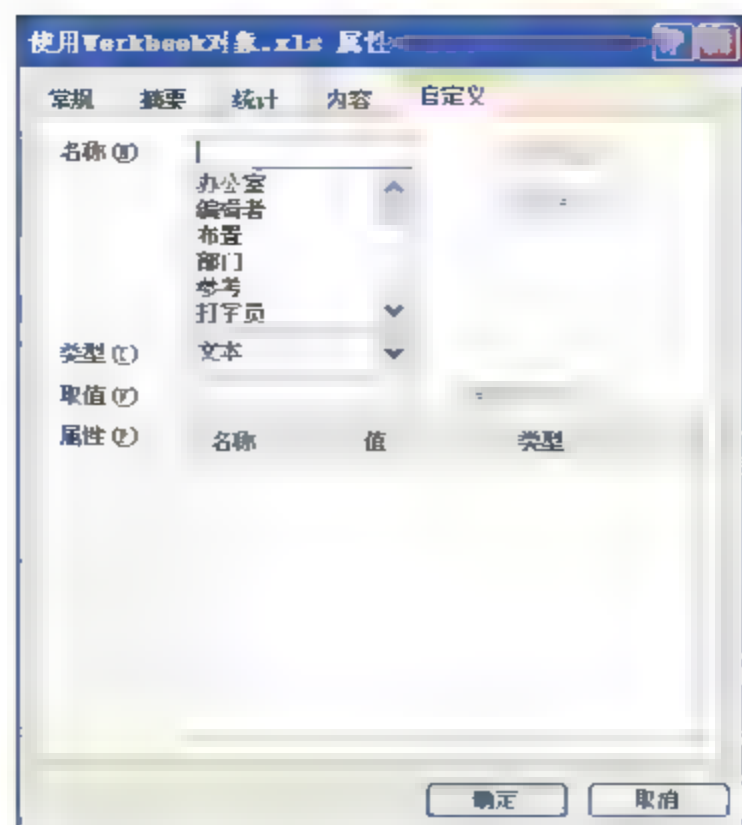 使用Workbook对象.xls 属性
常规 摘要 统计 内容 自定义
名称(N)
办公室
编辑者
布置
部门
参考
打字员
类型(T) 文本
取值(V)
属性(P) 名称 值 类型
确定 取消